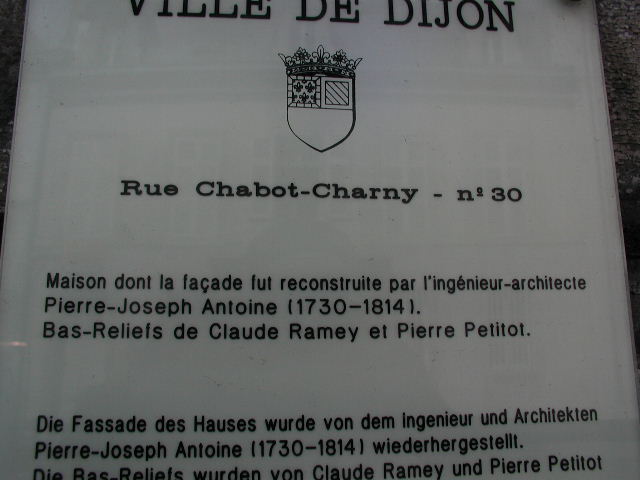 VILLE DE DIJON
Rue Chabot-Charny - nº 30
Maison dont la façade fut reconstruite par l'ingénieur-architecte
Pierre-Joseph Antoine (1730-1814).
Bas-Reliefs de Claude Ramey et Pierre Petitot.
Die Fassade des Hauses wurde von dem Ingenieur und Architekten
Pierre-Joseph Antoine (1730-1814) wiederhergestellt.
Die Bas-Reliefs wurden von Claude Ramey und Pierre Petitot